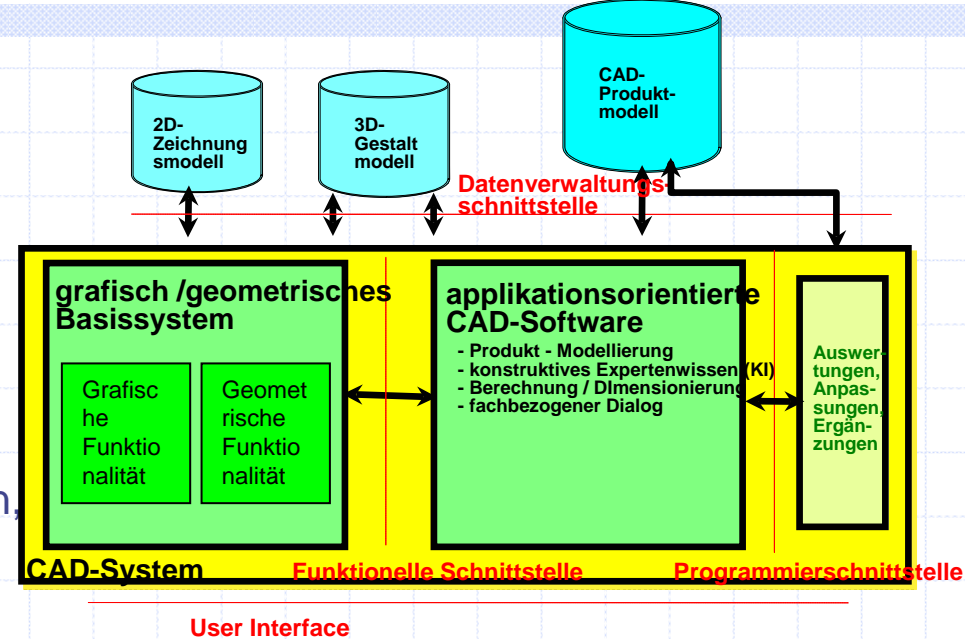 2D-
Zeichnung
smodell
3D-
Gestalt
modell
CAD-
Produkt-
modell
Datenverwaltungs-
schnittstelle
grafisch /geometrisches
Basissystem
Grafisc
he
Funktio
nalität
Geomet
rische
Funktio
nalität
applikationsorientierte
CAD-Software
- Produkt - Modellierung
- konstruktives Expertenwissen (KI)
- Berechnung / DImensionierung
- fachbezogener Dialog
Auswer-
tungen,
Anpas-
sungen,
Ergän-
zungen
n,
CAD-System
Funktionelle Schnittstelle
Programmierschnittstelle
User Interface